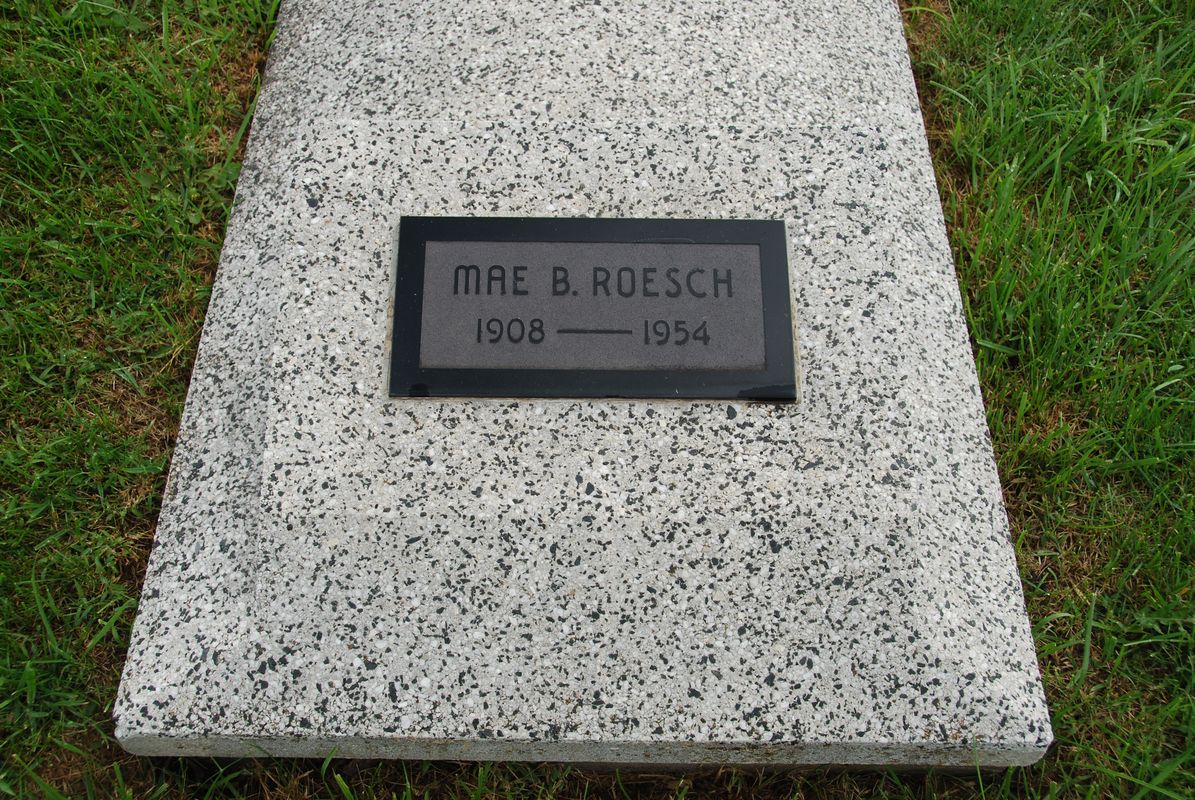 MAE B. ROESCH
1908 — 1954